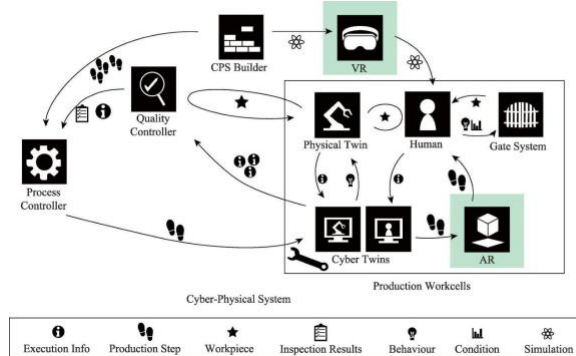 CPS Builder
VR
Quality Controller
Physical Twin
Human
Gate System
Process Controller
Cyber Twins
AR
Cyber-Physical System
Production Workcells
Execution Info
Production Step
Workpiece
Inspection Results
Behaviour
Condition
Simulation